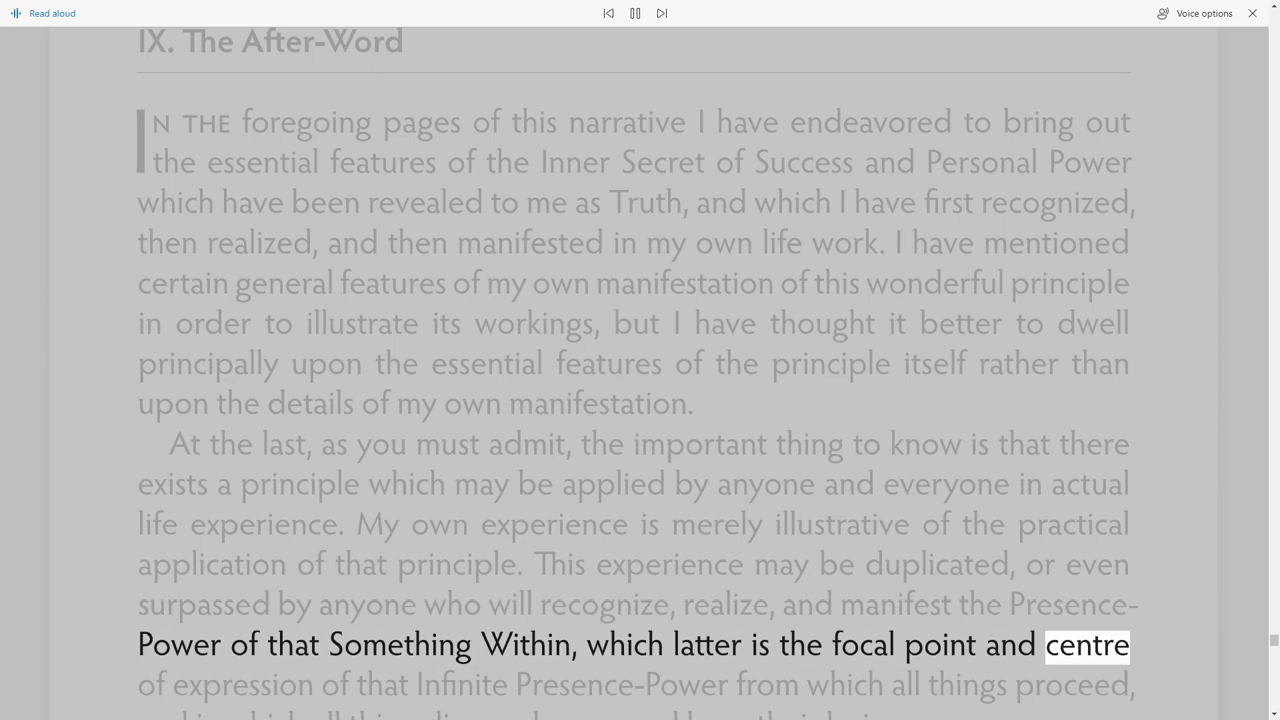 Read aloud
Voice options
IX. The After-Word
IN THE foregoing pages of this narrative I have endeavored to bring out
the essential features of the Inner Secret of Success and Personal Power
which have been revealed to me as Truth, and which I have first recognized,
then realized, and then manifested in my own life work. I have mentioned
certain general features of my own manifestation of this wonderful principle
in order to illustrate its workings, but I have thought it better to dwell
principally upon the essential features of the principle itself rather than
upon the details of my own manifestation.
At the last, as you must admit, the important thing to know is that there
exists a principle which may be applied by anyone and everyone in actual
life experience. My own experience is merely illustrative of the practical
application of that principle. This experience may be duplicated, or even
surpassed by anyone who will recognize, realize, and manifest the Presence-
Power of that Something Within, which latter is the focal point and centre
of expression of that Infinite Presence-Power from which all things proceed,